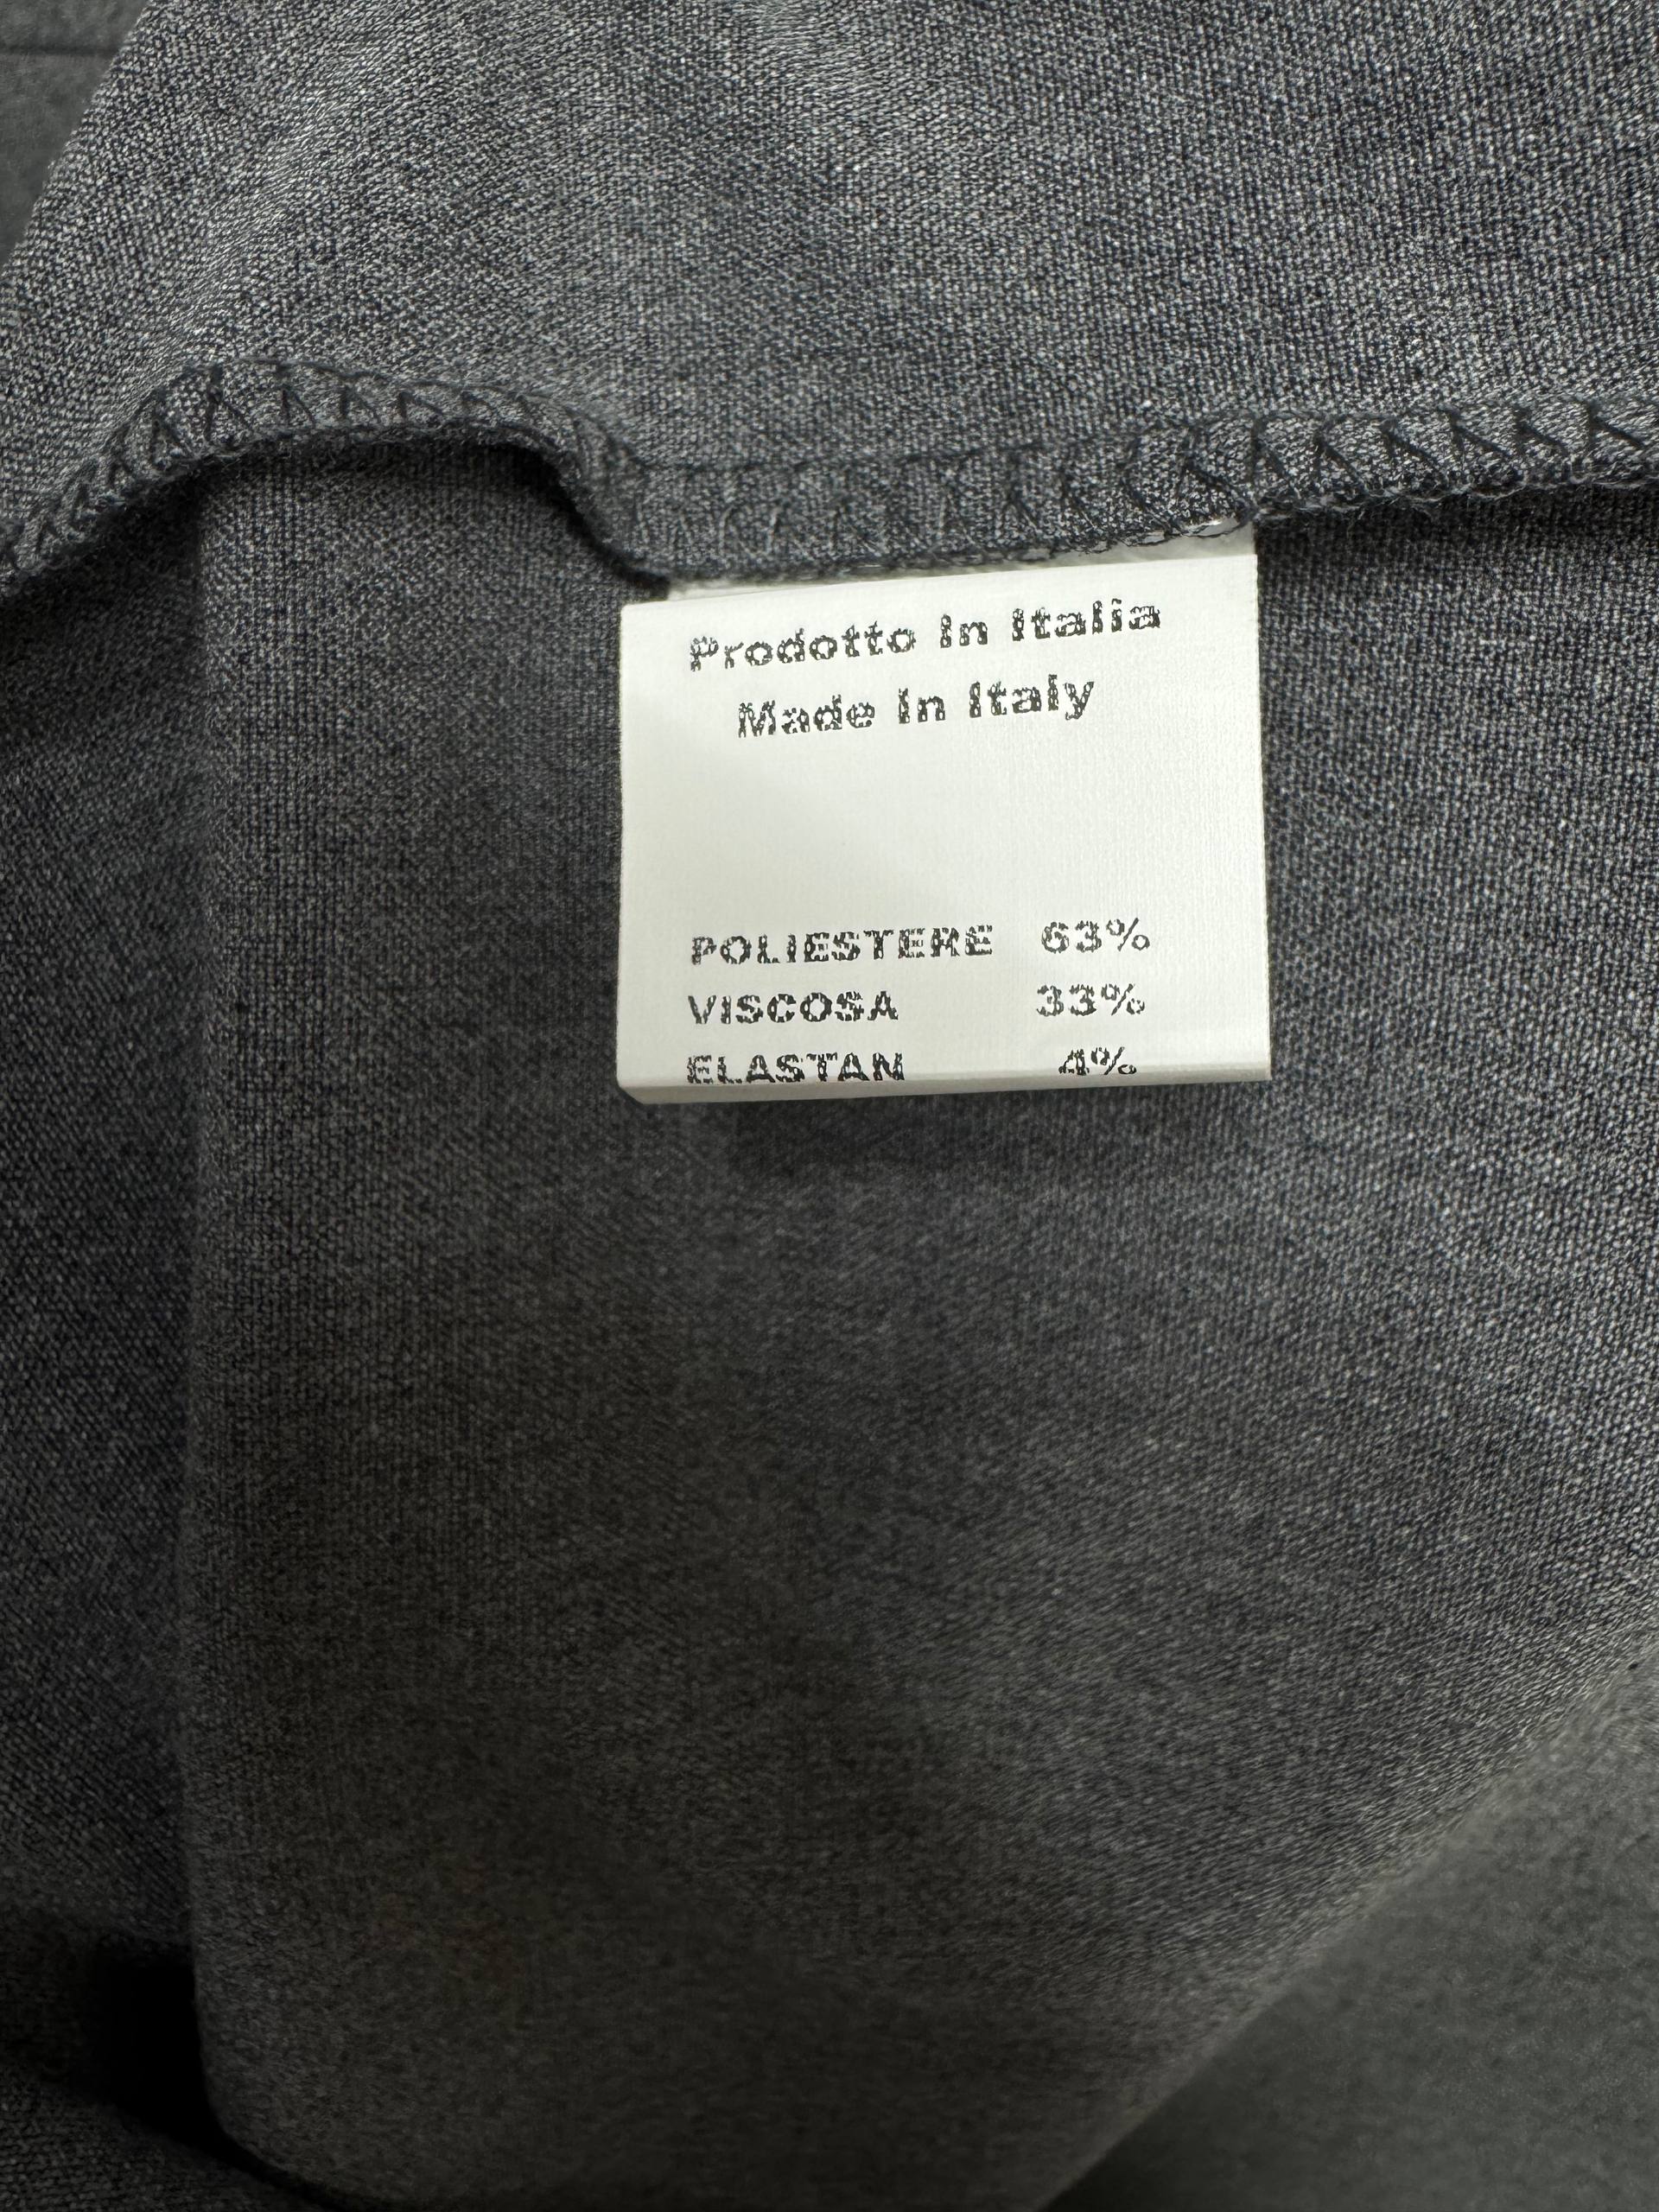 Prodotto in Italia
Made in Italy
POLIESTERE 63%
VISCOSA 33%
ELASTAN 4%